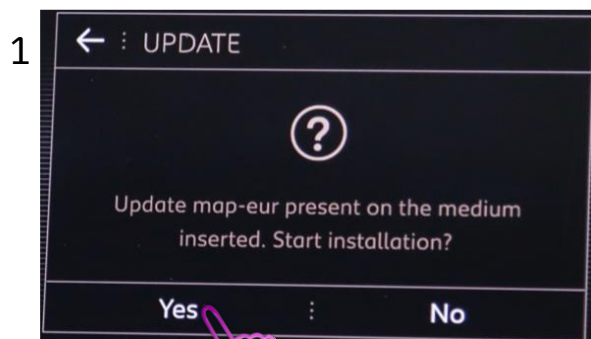 1
← : UPDATE
?
Update map-eur present on the medium
inserted. Start installation?
Yes : No